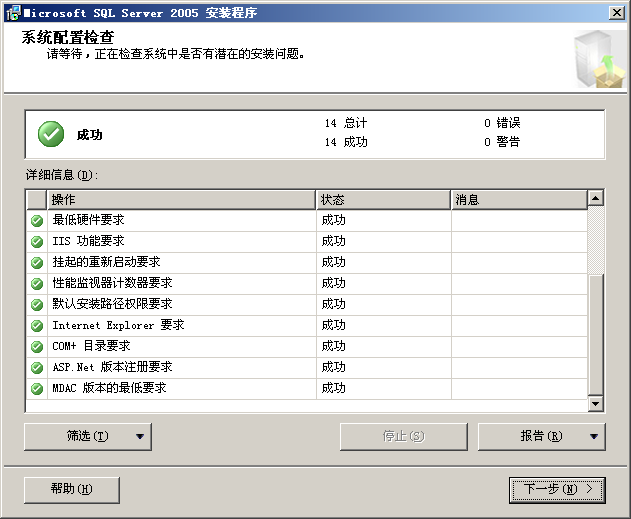 Microsoft SQL Server 2005 安装程序
系统配置检查
请等待，正在检查系统中是否有潜在的安装问题。
成功 14 总计 0 错误
14 成功 0 警告
详细信息(D):
操作 状态 消息
最低硬件要求 成功
IIS 功能要求 成功
挂起的重新启动要求 成功
性能监视器计数器要求 成功
默认安装路径权限要求 成功
Internet Explorer 要求 成功
COM+ 目录要求 成功
ASP.Net 版本注册要求 成功
MDAC 版本的最低要求 成功
筛选(T) 停止(S) 报告(R)
帮助(H) 下一步(N) >